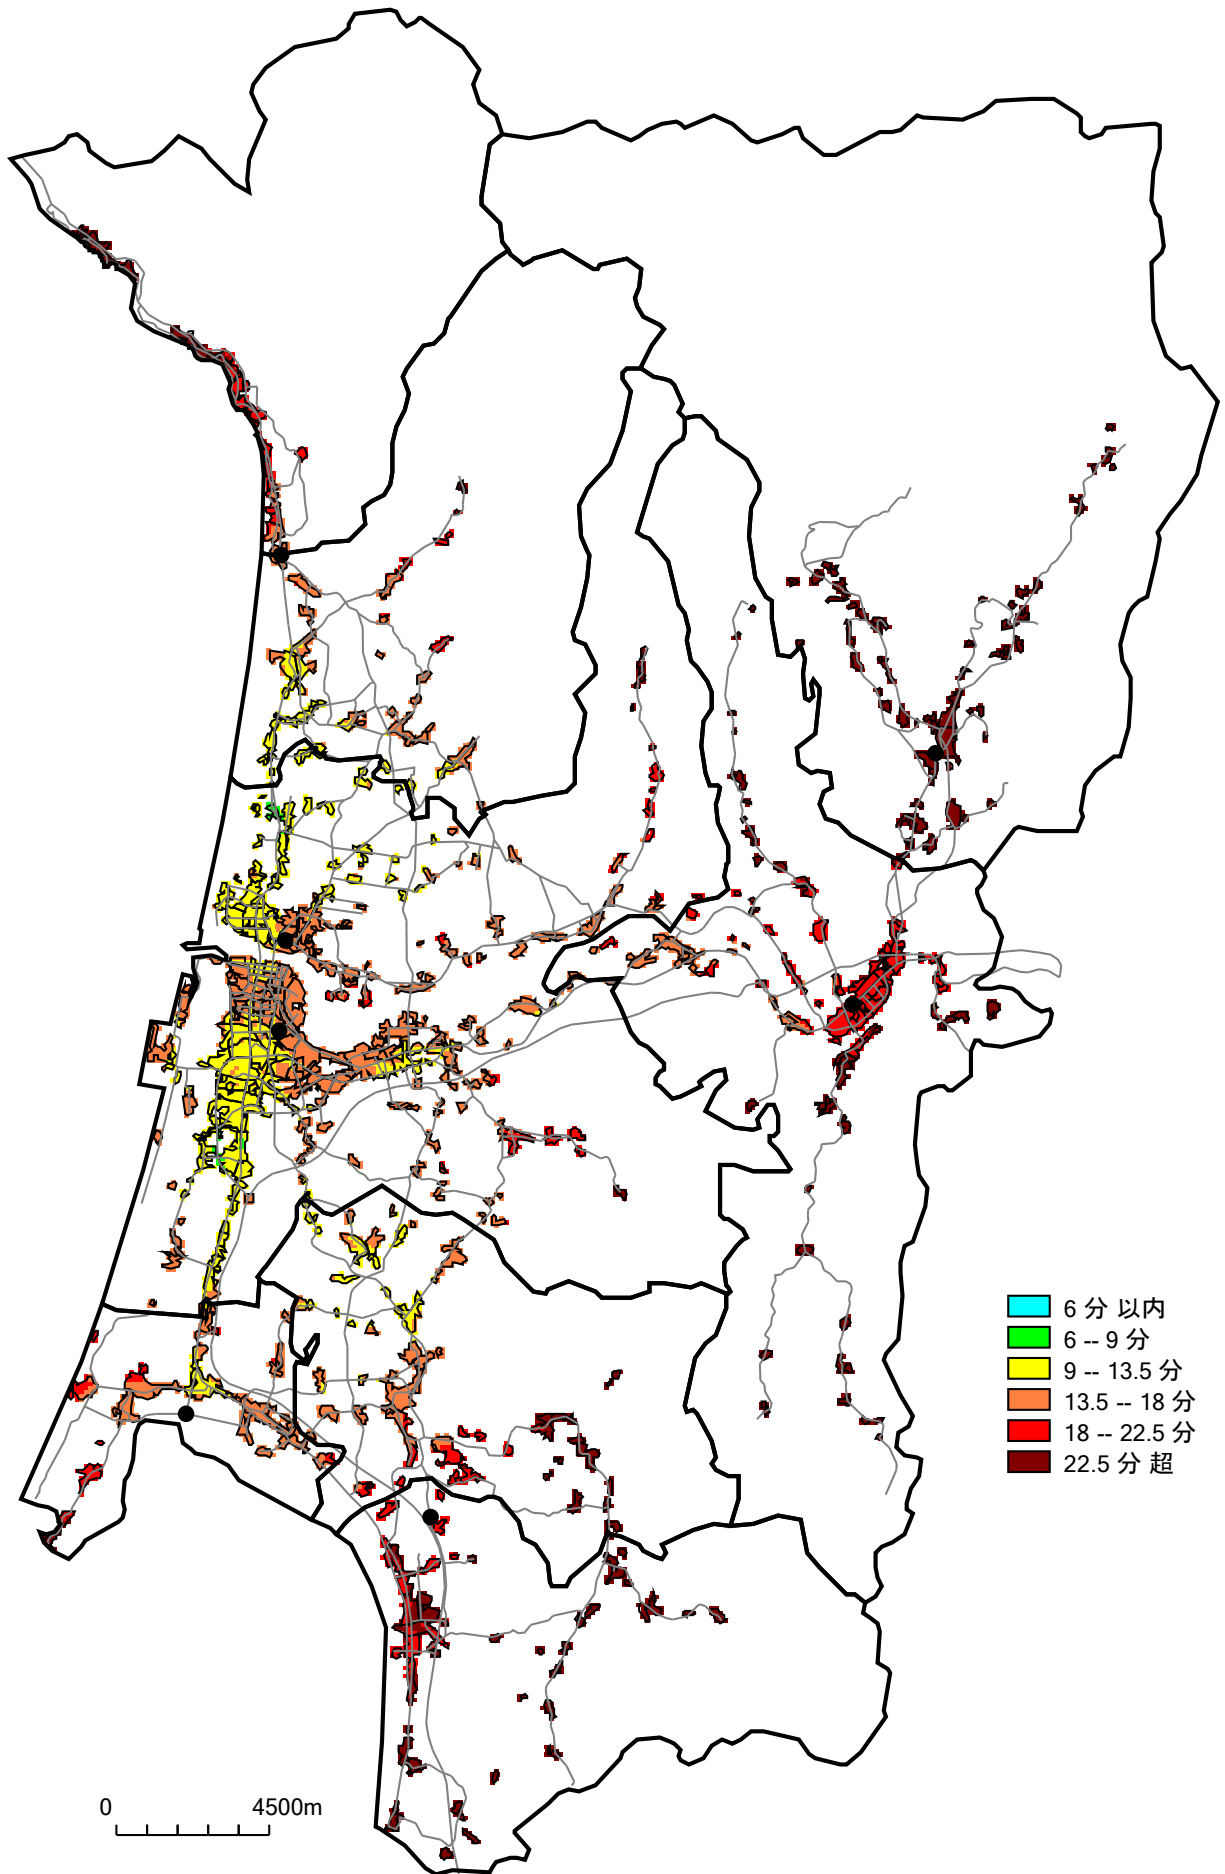 6 分 以内
6 -- 9 分
9 -- 13.5 分
13.5 -- 18 分
18 -- 22.5 分
22.5 分 超
0 4500m